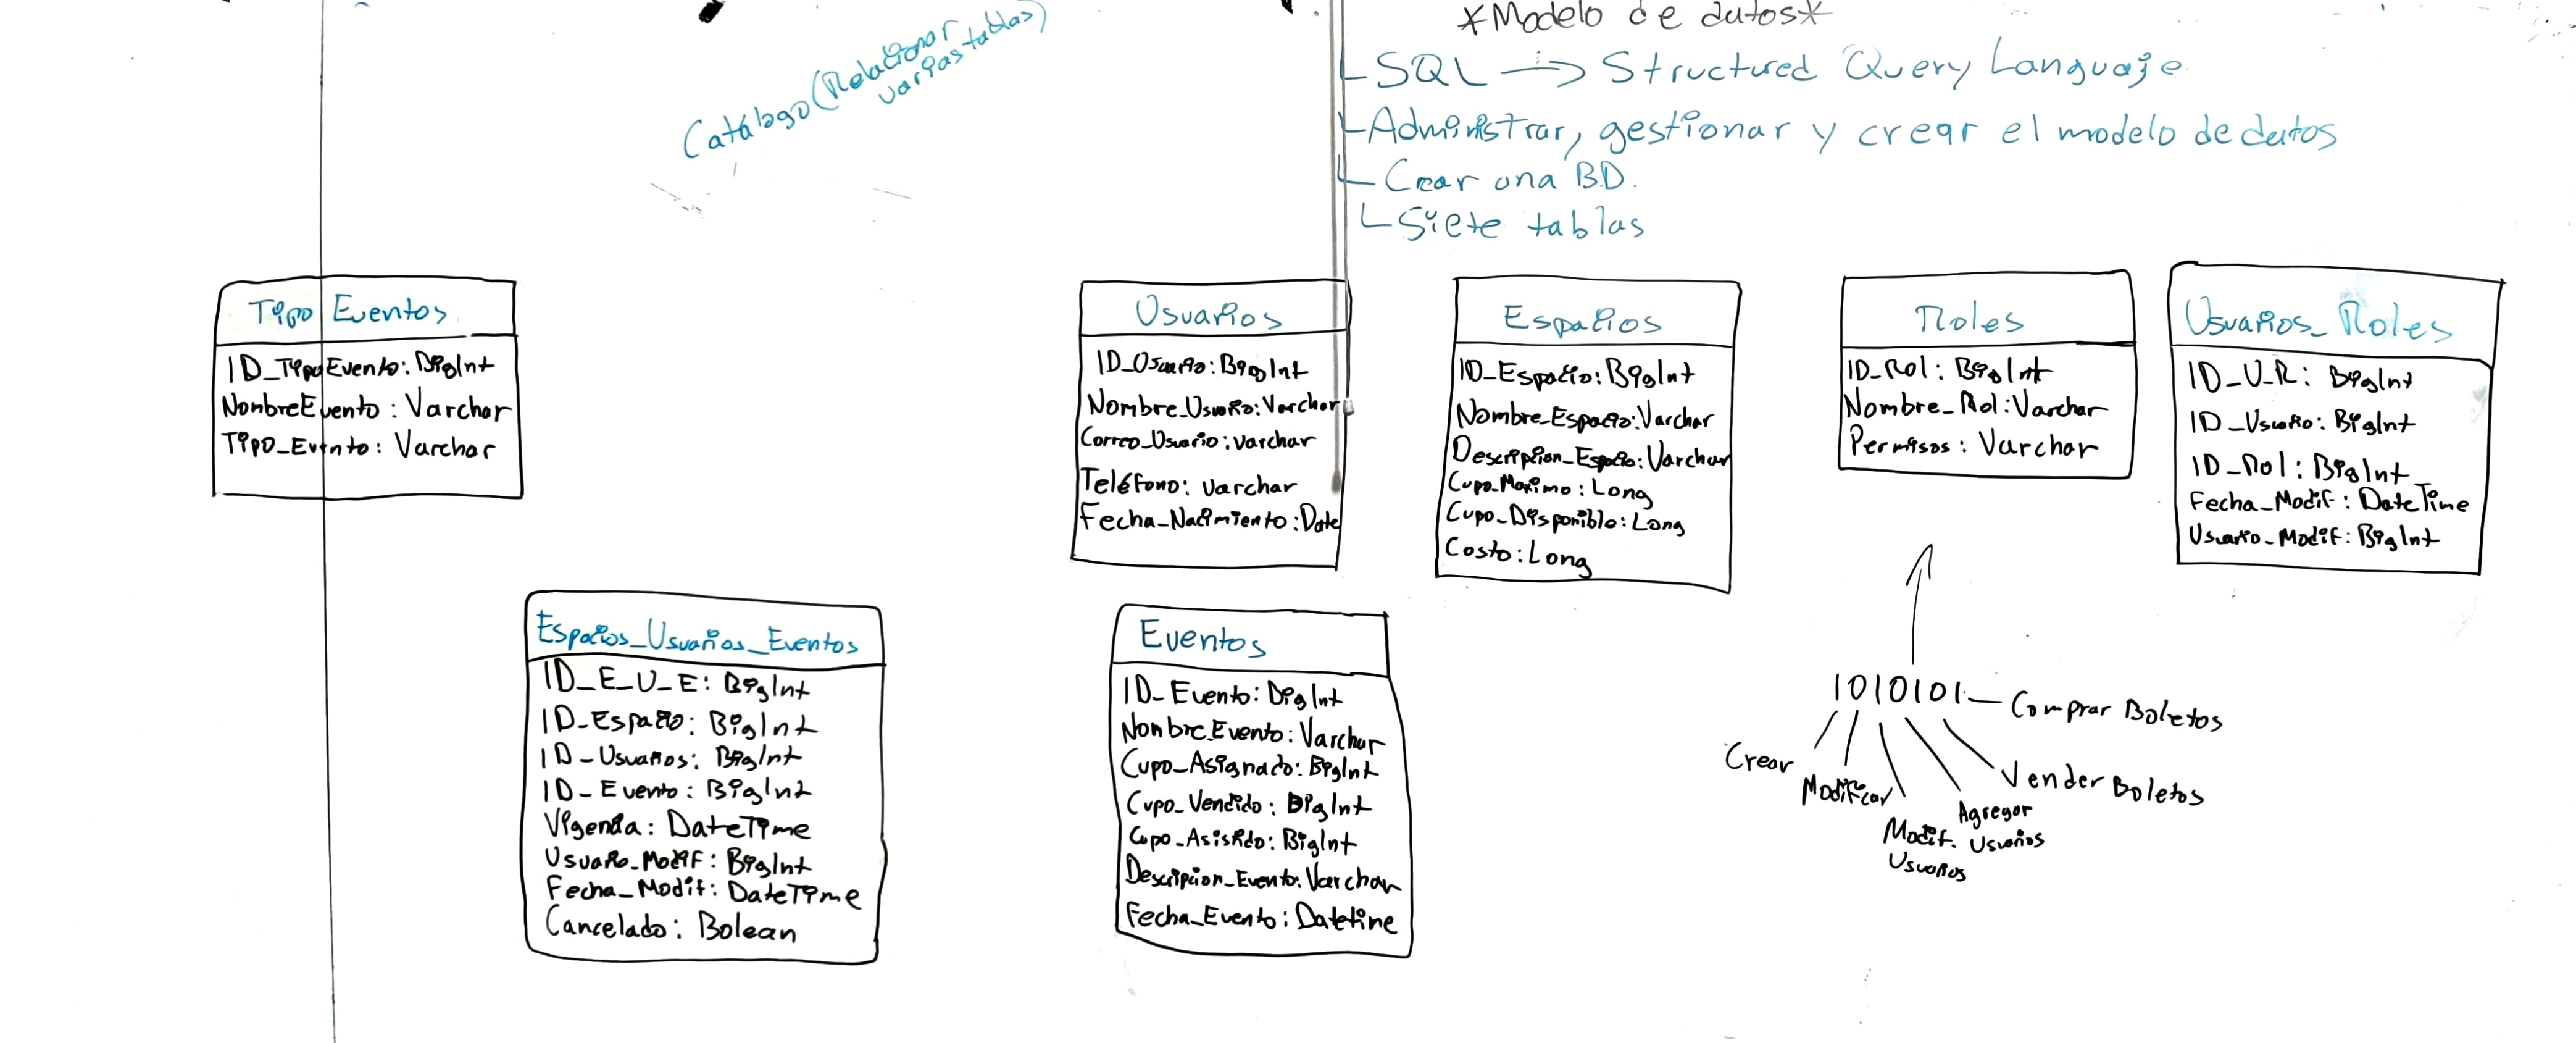 *Modelo de datos*
Catálogo (Relacionar
varias tablas)
SQL → Structured Query Languaje
Administrar, gestionar y crear el modelo de datos
Crear una B.D.
Siete tablas
Tipo Eventos
ID_TipoEvento: BigInt
NombreEvento: Varchar
Tipo_Evento: Varchar
Usuarios
ID_Usuario: BigInt
Nombre_Usuario: Varchar
Correo_Usuario: Varchar
Teléfono: Varchar
Fecha_Nacimiento: Date
Espacios
ID_Espacio: BigInt
Nombre_Espacio: Varchar
Descripcion_Espacio: Varchar
Cupo_Maximo: Long
Cupo_Disponible: Long
Costo: Long
Roles
ID_Rol: BigInt
Nombre_Rol: Varchar
Permisos: Varchar
Usuarios_Roles
ID_U_R: BigInt
ID_Usuario: BigInt
ID_Rol: BigInt
Fecha_Modif: DateTime
Usuario_Modif: BigInt
Espacios_Usuarios_Eventos
ID_E_U_E: BigInt
ID_Espacio: BigInt
ID_Usuarios: BigInt
ID_Evento: BigInt
Vigencia: DateTime
Usuario_Modif: BigInt
Fecha_Modif: DateTime
Cancelado: Bolean
Eventos
ID_Evento: BigInt
Nombre_Evento: Varchar
Cupo_Asignado: BigInt
Cupo_Vendido: BigInt
Cupo_Asistido: BigInt
Descripcion_Evento: Varchar
Fecha_Evento: Datetime
1010101
Comprar Boletos
Crear
Modificar
Modif.
Usuarios
Agregar
Usuarios
Vender Boletos